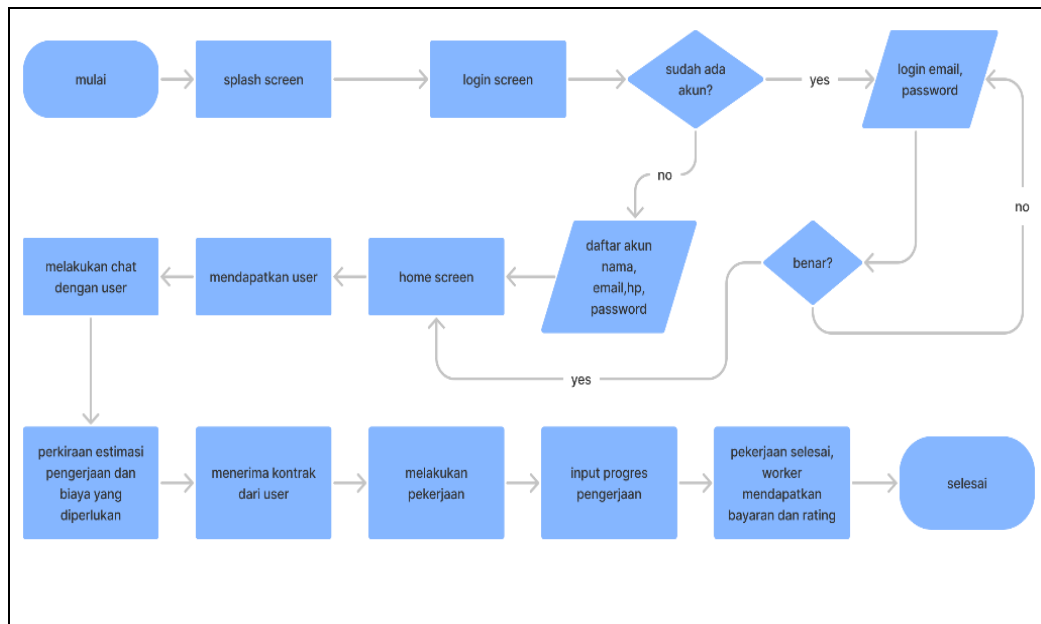 mulai
splash screen
login screen
sudah ada
akun?
yes
login email,
password
no
no
melakukan chat
dengan user
mendapatkan user
home screen
daftar akun
nama,
email,hp,
password
benar?
yes
perkiraan estimasi
pengerjaan dan
biaya yang
diperlukan
menerima kontrak
dari user
melakukan
pekerjaan
input progres
pengerjaan
pekerjaan selesai,
worker
mendapatkan
bayaran dan rating
selesai